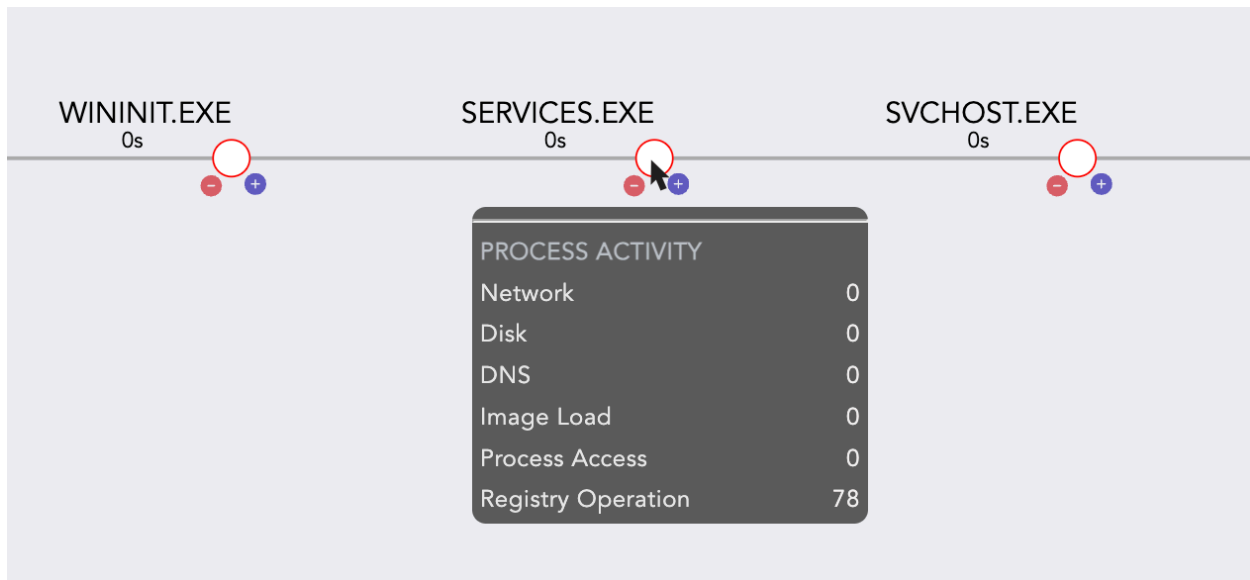 WININIT.EXE SERVICES.EXE SVCHOST.EXE
0s 0s 0s
− + − + − +
PROCESS ACTIVITY
Network 0
Disk 0
DNS 0
Image Load 0
Process Access 0
Registry Operation 78